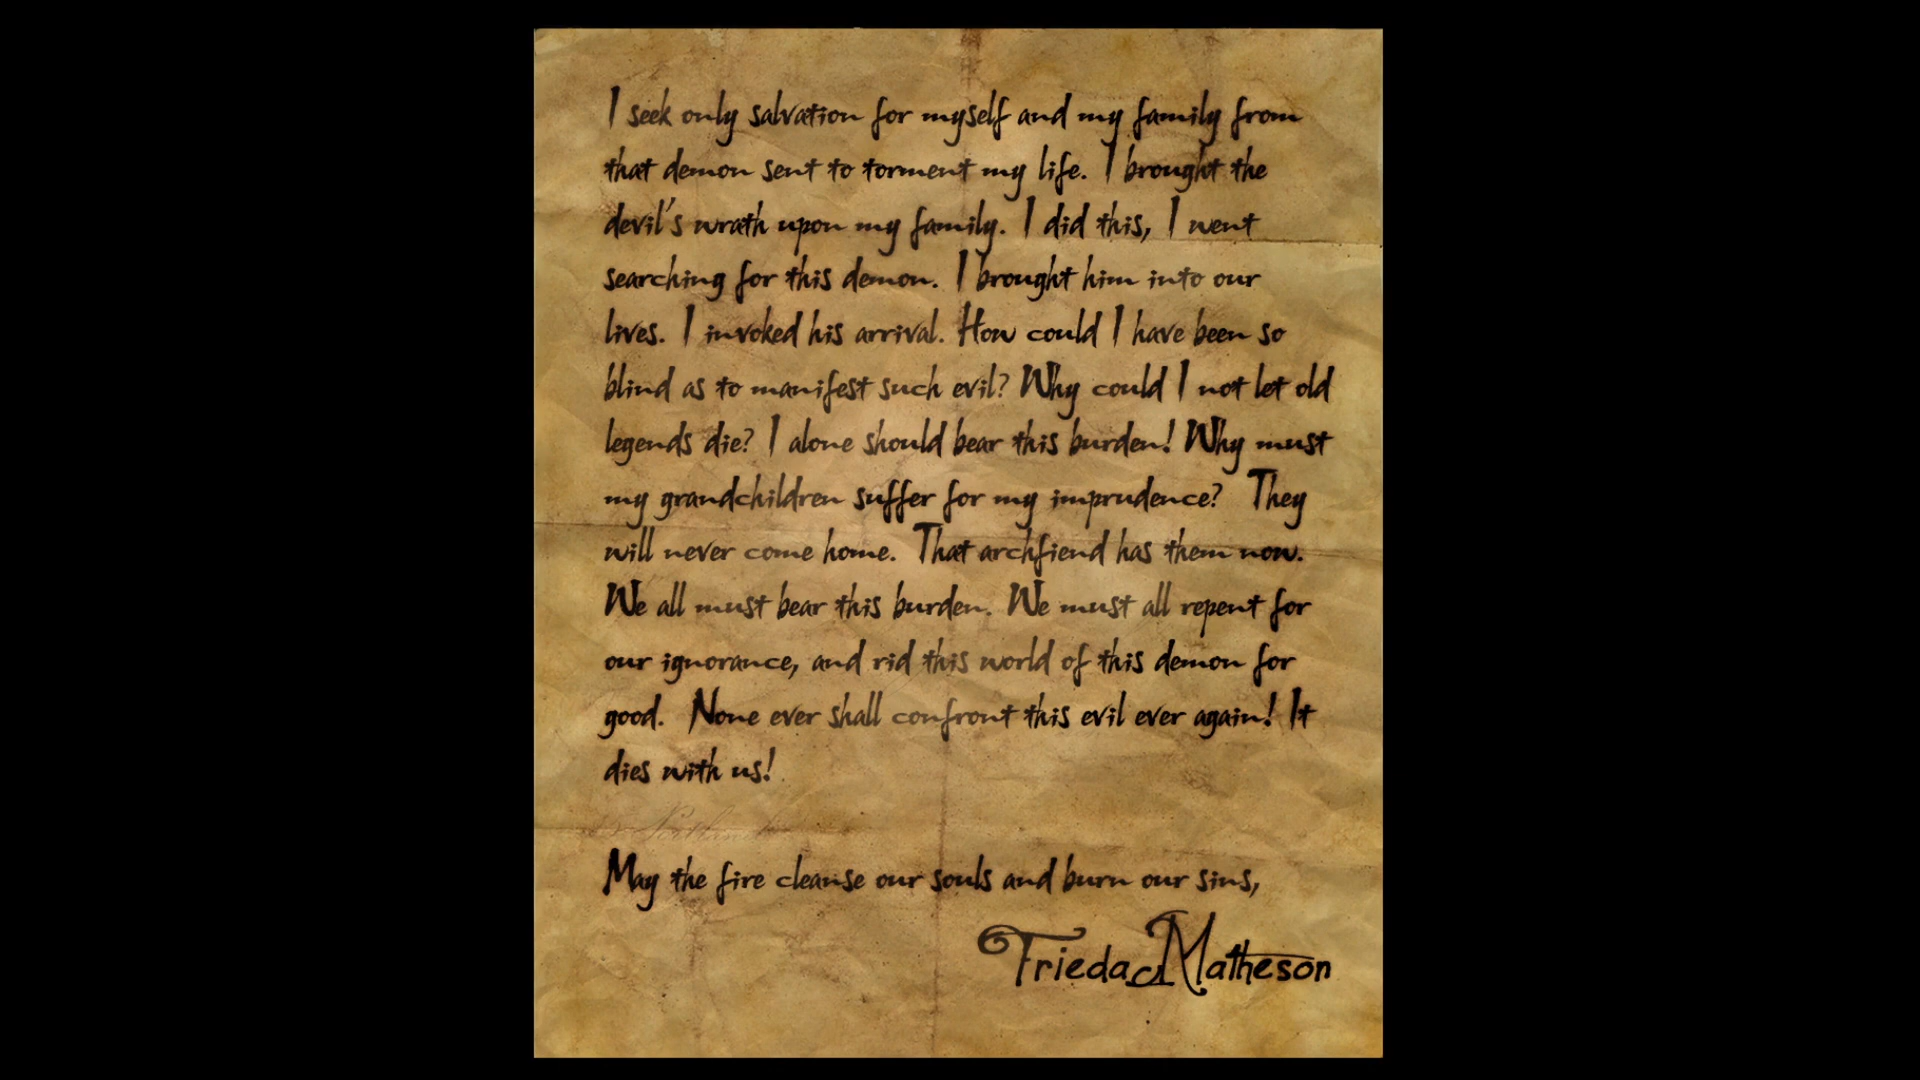 I seek only salvation for myself and my family from
that demon sent to torment my life. I brought the
devil's wrath upon my family. I did this, I went
searching for this demon. I brought him into our
lives. I invoked his arrival. How could I have been so
blind as to manifest such evil? Why could I not let old
legends die? I alone should bear this burden! Why must
my grandchildren suffer for my imprudence? They
will never come home. That archfiend has them now.
We all must bear this burden. We must all repent for
our ignorance, and rid this world of this demon for
good. None ever shall confront this evil ever again! It
dies with us!
May the fire cleanse our souls and burn our sins,
Frieda Matheson